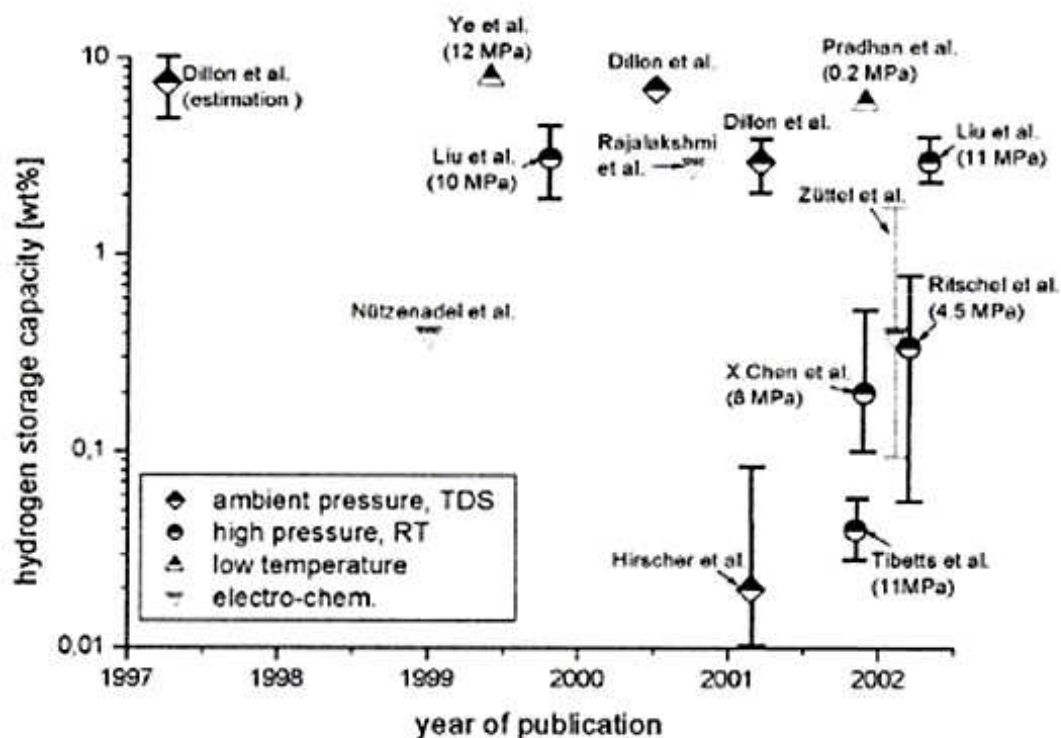 Ye et al.
(12 MPa)
Pradhan et al.
(0.2 MPa)
10
Dillon et al.
(estimation )
Dillon et al.
Dillon et al.
Liu et al.
(10 MPa)
Rajalakshmi
et al.
Liu et al.
(11 MPa)
Züttel et al.
1
Nützenadel et al.
Ritschel et al.
(4.5 MPa)
X Chen et al.
(8 MPa)
0,1
ambient pressure, TDS
high pressure, RT
low temperature
electro-chem.
Hirscher et al.
Tibetts et al.
(11MPa)
0,01
1997
1998
1999
2000
2001
2002
year of publication
hydrogen storage capacity [wt%]